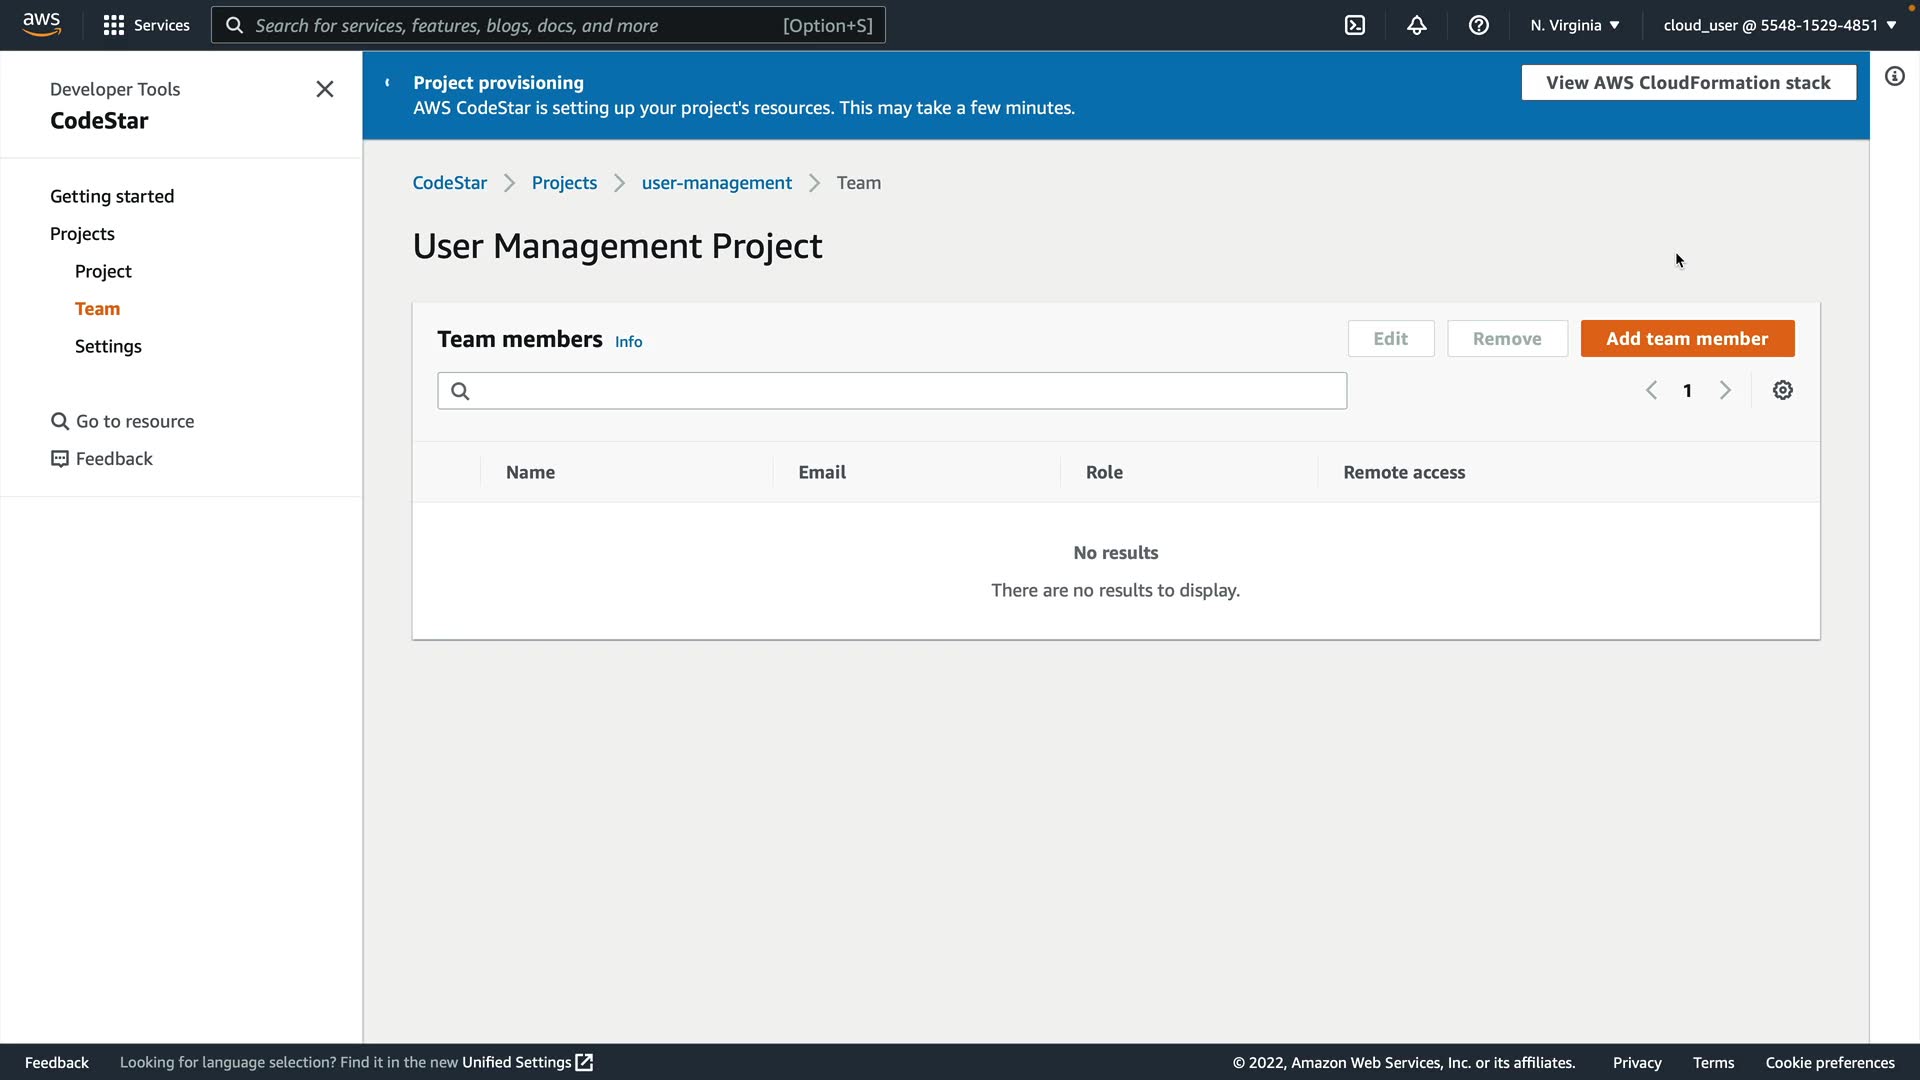 aws
Services
Search for services, features, blogs, docs, and more [Option+S]
N. Virginia
cloud_user @ 5548-1529-4851
Developer Tools
CodeStar
Getting started
Projects
Project
Team
Settings
Go to resource
Feedback
Project provisioning
AWS CodeStar is setting up your project's resources. This may take a few minutes.
View AWS CloudFormation stack
CodeStar > Projects > user-management > Team
User Management Project
Team members Info
Edit
Remove
Add team member
1
Name Email Role Remote access
No results
There are no results to display.
Feedback
Looking for language selection? Find it in the new Unified Settings
© 2022, Amazon Web Services, Inc. or its affiliates.
Privacy
Terms
Cookie preferences